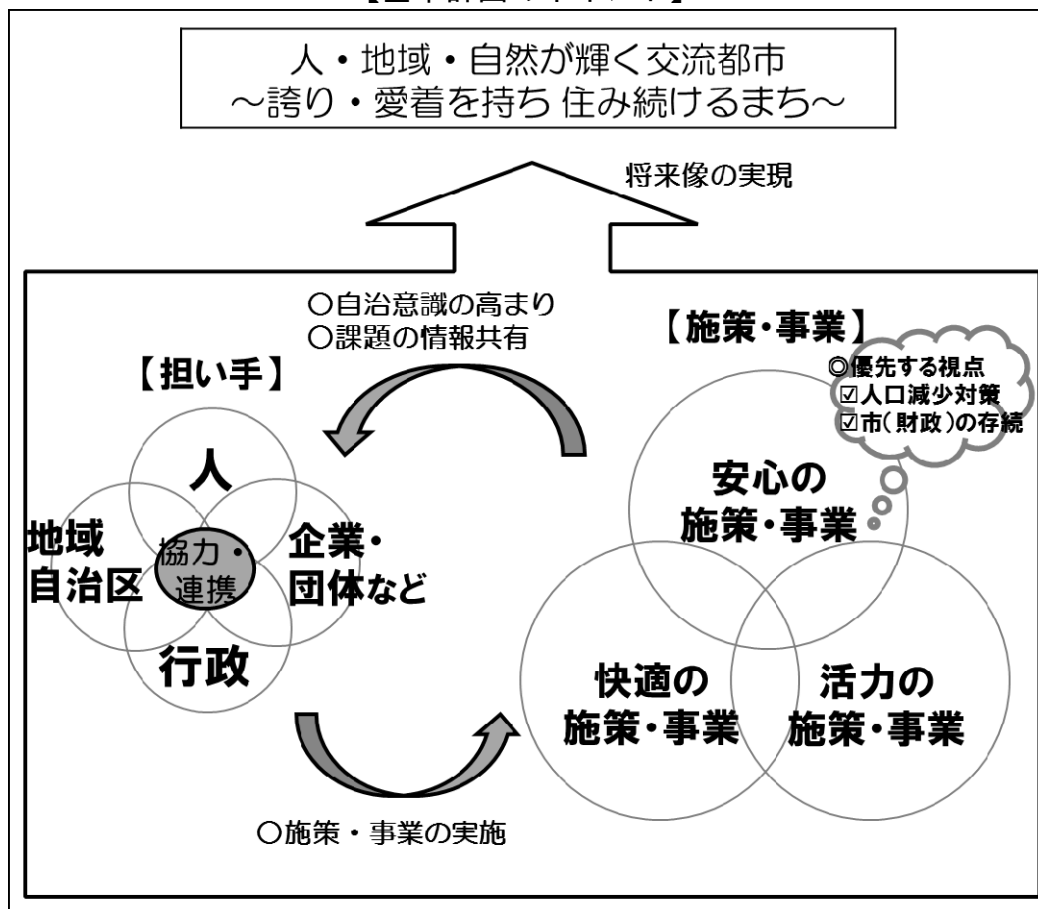 人・地域・自然が輝く交流都市
～誇り・愛着を持ち 住み続けるまち～
将来像の実現
○自治意識の高まり
○課題の情報共有
【担い手】
人
地域
自治区
協力・
連携
企業・
団体など
行政
【施策・事業】
◎優先する視点
☑人口減少対策
☑市(財政)の存続
安心の
施策・事業
快適の
施策・事業
活力の
施策・事業
○施策・事業の実施